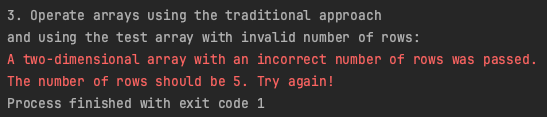 3. Operate arrays using the traditional approach
and using the test array with invalid number of rows:
A two-dimensional array with an incorrect number of rows was passed.
The number of rows should be 5. Try again!
Process finished with exit code 1